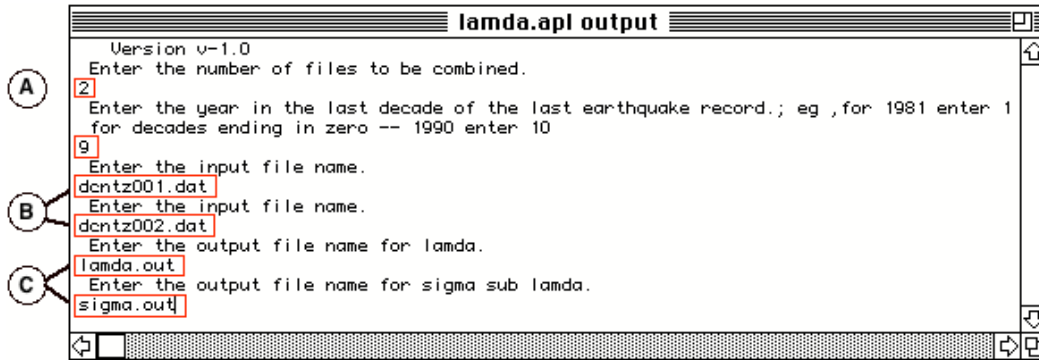 lamda.apl output
Version v-1.0
Enter the number of files to be combined.
A
2
Enter the year in the last decade of the last earthquake record.; eg ,for 1981 enter 1
for decades ending in zero -- 1990 enter 10
9
Enter the input file name.
dcntz001.dat
B
Enter the input file name.
dcntz002.dat
Enter the output file name for lamda.
lamda.out
C
Enter the output file name for sigma sub lamda.
sigma.out